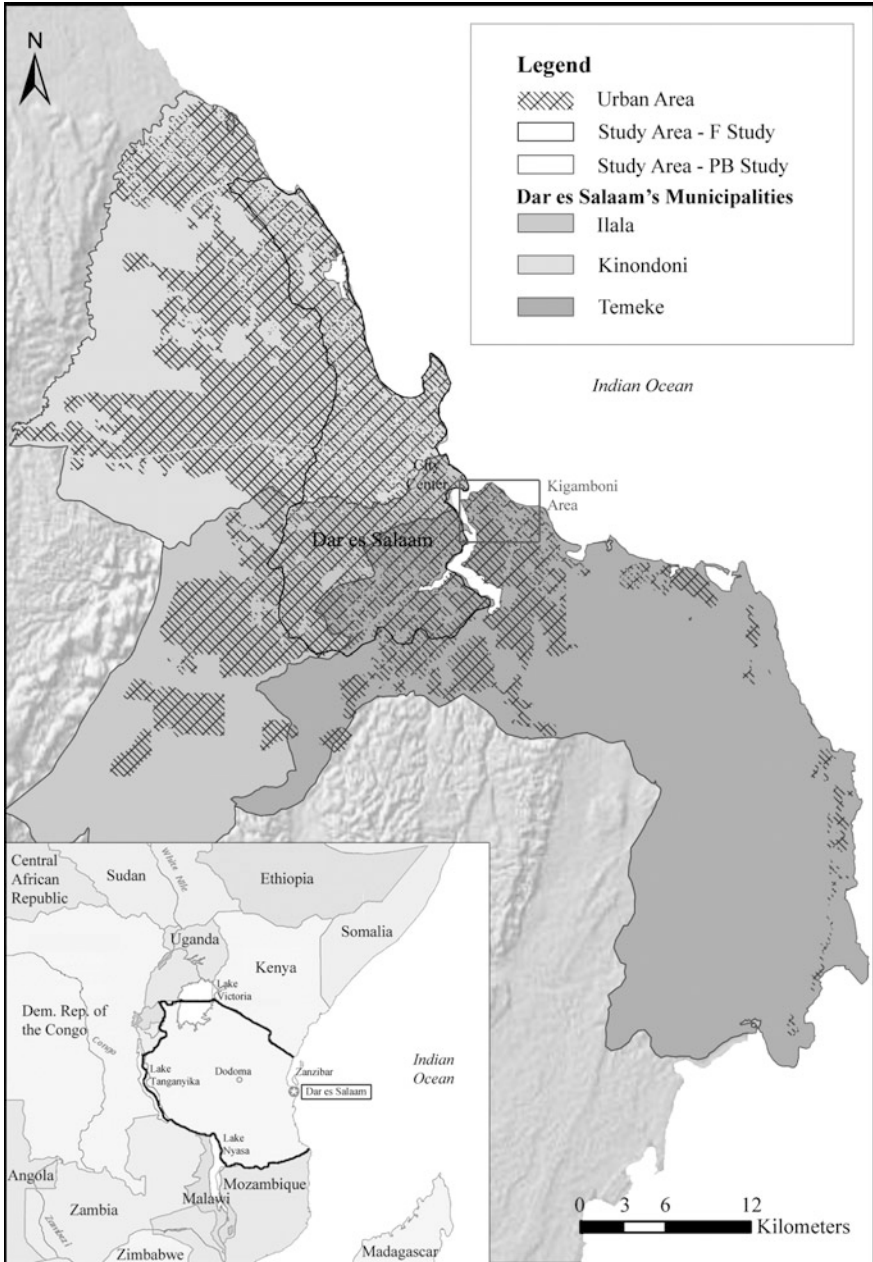 N
Legend
Urban Area
Study Area - F Study
Study Area - PB Study
Dar es Salaam's Municipalities
Ilala
Kinondoni
Temeke
Indian Ocean
City
Center
Kigamboni
Area
Dar es Salaam
Central
African
Republic
Sudan
White Nile
Ethiopia
Somalia
Uganda
Kenya
Lake
Victoria
Dem. Rep. of
the Congo
Congo
Lake
Tanganyika
Dodoma
Zanzibar
Dar es Salaam
Indian
Ocean
Lake
Nyasa
Angola
Zambia
Malawi
Mozambique
Zambezi
Zimbabwe
Madagascar
0 3 6 12
Kilometers